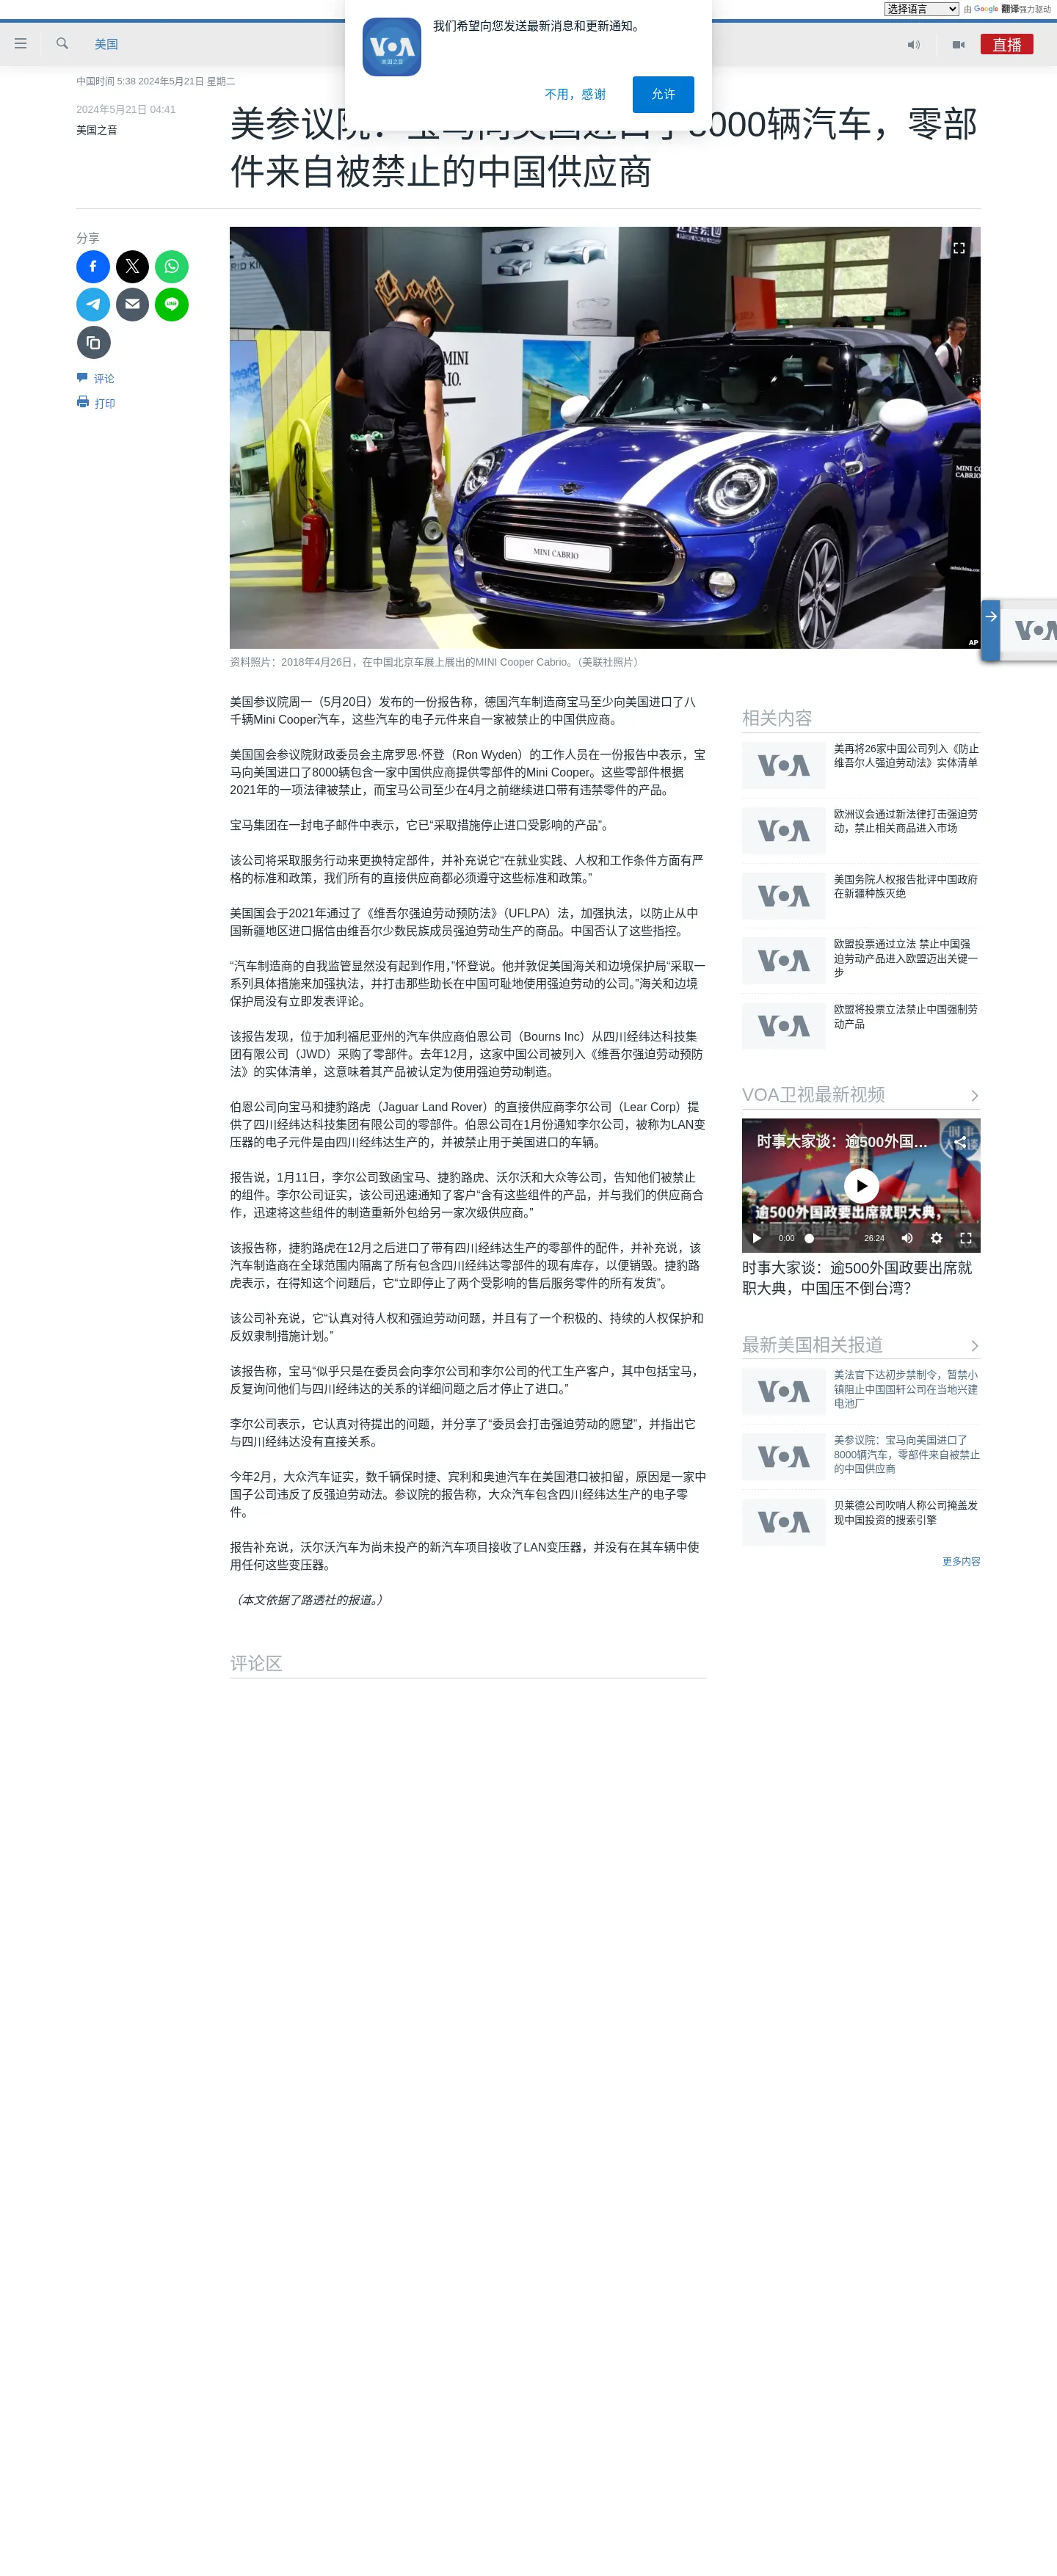 选择语言
由 Google 翻译强力驱动
我们希望向您发送最新消息和更新通知。
VOA
美国之音
不用，感谢
允许
美国
直播
中国时间 5:38 2024年5月21日 星期二
2024年5月21日 04:41
美国之音
美参议院：宝马向美国进口了8000辆汽车，零部
件来自被禁止的中国供应商
分享
评论
打印
MINI
CABRIO.
MINI CABRIO
AP
资料照片：2018年4月26日，在中国北京车展上展出的MINI Cooper Cabrio。（美联社照片）
美国参议院周一（5月20日）发布的一份报告称，德国汽车制造商宝马至少向美国进口了八
千辆Mini Cooper汽车，这些汽车的电子元件来自一家被禁止的中国供应商。
美国国会参议院财政委员会主席罗恩·怀登（Ron Wyden）的工作人员在一份报告中表示，宝
马向美国进口了8000辆包含一家中国供应商提供零部件的Mini Cooper。这些零部件根据
2021年的一项法律被禁止，而宝马公司至少在4月之前继续进口带有违禁零件的产品。
宝马集团在一封电子邮件中表示，它已“采取措施停止进口受影响的产品”。
该公司将采取服务行动来更换特定部件，并补充说它“在就业实践、人权和工作条件方面有严
格的标准和政策，我们所有的直接供应商都必须遵守这些标准和政策。”
美国国会于2021年通过了《维吾尔强迫劳动预防法》（UFLPA）法，加强执法，以防止从中
国新疆地区进口据信由维吾尔少数民族成员强迫劳动生产的商品。中国否认了这些指控。
“汽车制造商的自我监管显然没有起到作用，”怀登说。他并敦促美国海关和边境保护局“采取一
系列具体措施来加强执法，并打击那些助长在中国可耻地使用强迫劳动的公司。”海关和边境
保护局没有立即发表评论。
该报告发现，位于加利福尼亚州的汽车供应商伯恩公司（Bourns Inc）从四川经纬达科技集
团有限公司（JWD）采购了零部件。去年12月，这家中国公司被列入《维吾尔强迫劳动预防
法》的实体清单，这意味着其产品被认定为使用强迫劳动制造。
伯恩公司向宝马和捷豹路虎（Jaguar Land Rover）的直接供应商李尔公司（Lear Corp）提
供了四川经纬达科技集团有限公司的零部件。伯恩公司在1月份通知李尔公司，被称为LAN变
压器的电子元件是由四川经纬达生产的，并被禁止用于美国进口的车辆。
报告说，1月11日，李尔公司致函宝马、捷豹路虎、沃尔沃和大众等公司，告知他们被禁止
的组件。李尔公司证实，该公司迅速通知了客户“含有这些组件的产品，并与我们的供应商合
作，迅速将这些组件的制造重新外包给另一家次级供应商。”
该报告称，捷豹路虎在12月之后进口了带有四川经纬达生产的零部件的配件，并补充说，该
汽车制造商在全球范围内隔离了所有包含四川经纬达零部件的现有库存，以便销毁。捷豹路
虎表示，在得知这个问题后，它“立即停止了两个受影响的售后服务零件的所有发货”。
该公司补充说，它“认真对待人权和强迫劳动问题，并且有了一个积极的、持续的人权保护和
反奴隶制措施计划。”
该报告称，宝马“似乎只是在委员会向李尔公司和李尔公司的代工生产客户，其中包括宝马，
反复询问他们与四川经纬达的关系的详细问题之后才停止了进口。”
李尔公司表示，它认真对待提出的问题，并分享了“委员会打击强迫劳动的愿望”，并指出它
与四川经纬达没有直接关系。
今年2月，大众汽车证实，数千辆保时捷、宾利和奥迪汽车在美国港口被扣留，原因是一家中
国子公司违反了反强迫劳动法。参议院的报告称，大众汽车包含四川经纬达生产的电子零
件。
报告补充说，沃尔沃汽车为尚未投产的新汽车项目接收了LAN变压器，并没有在其车辆中使
用任何这些变压器。
（本文依据了路透社的报道。）
评论区
相关内容
VOA
美再将26家中国公司列入《防止
维吾尔人强迫劳动法》实体清单
VOA
欧洲议会通过新法律打击强迫劳
动，禁止相关商品进入市场
VOA
美国务院人权报告批评中国政府
在新疆种族灭绝
VOA
欧盟投票通过立法 禁止中国强
迫劳动产品进入欧盟迈出关键一
步
VOA
欧盟将投票立法禁止中国强制劳
动产品
VOA卫视最新视频
时事大家谈：逾500外国...
逾500外国政要出席就职大典，
中国压不倒台湾？
0:00
26:24
时事大家谈：逾500外国政要出席就
职大典，中国压不倒台湾？
最新美国相关报道
VOA
美法官下达初步禁制令，暂禁小
镇阻止中国国轩公司在当地兴建
电池厂
VOA
美参议院：宝马向美国进口了
8000辆汽车，零部件来自被禁止
的中国供应商
VOA
贝莱德公司吹哨人称公司掩盖发
现中国投资的搜索引擎
更多内容